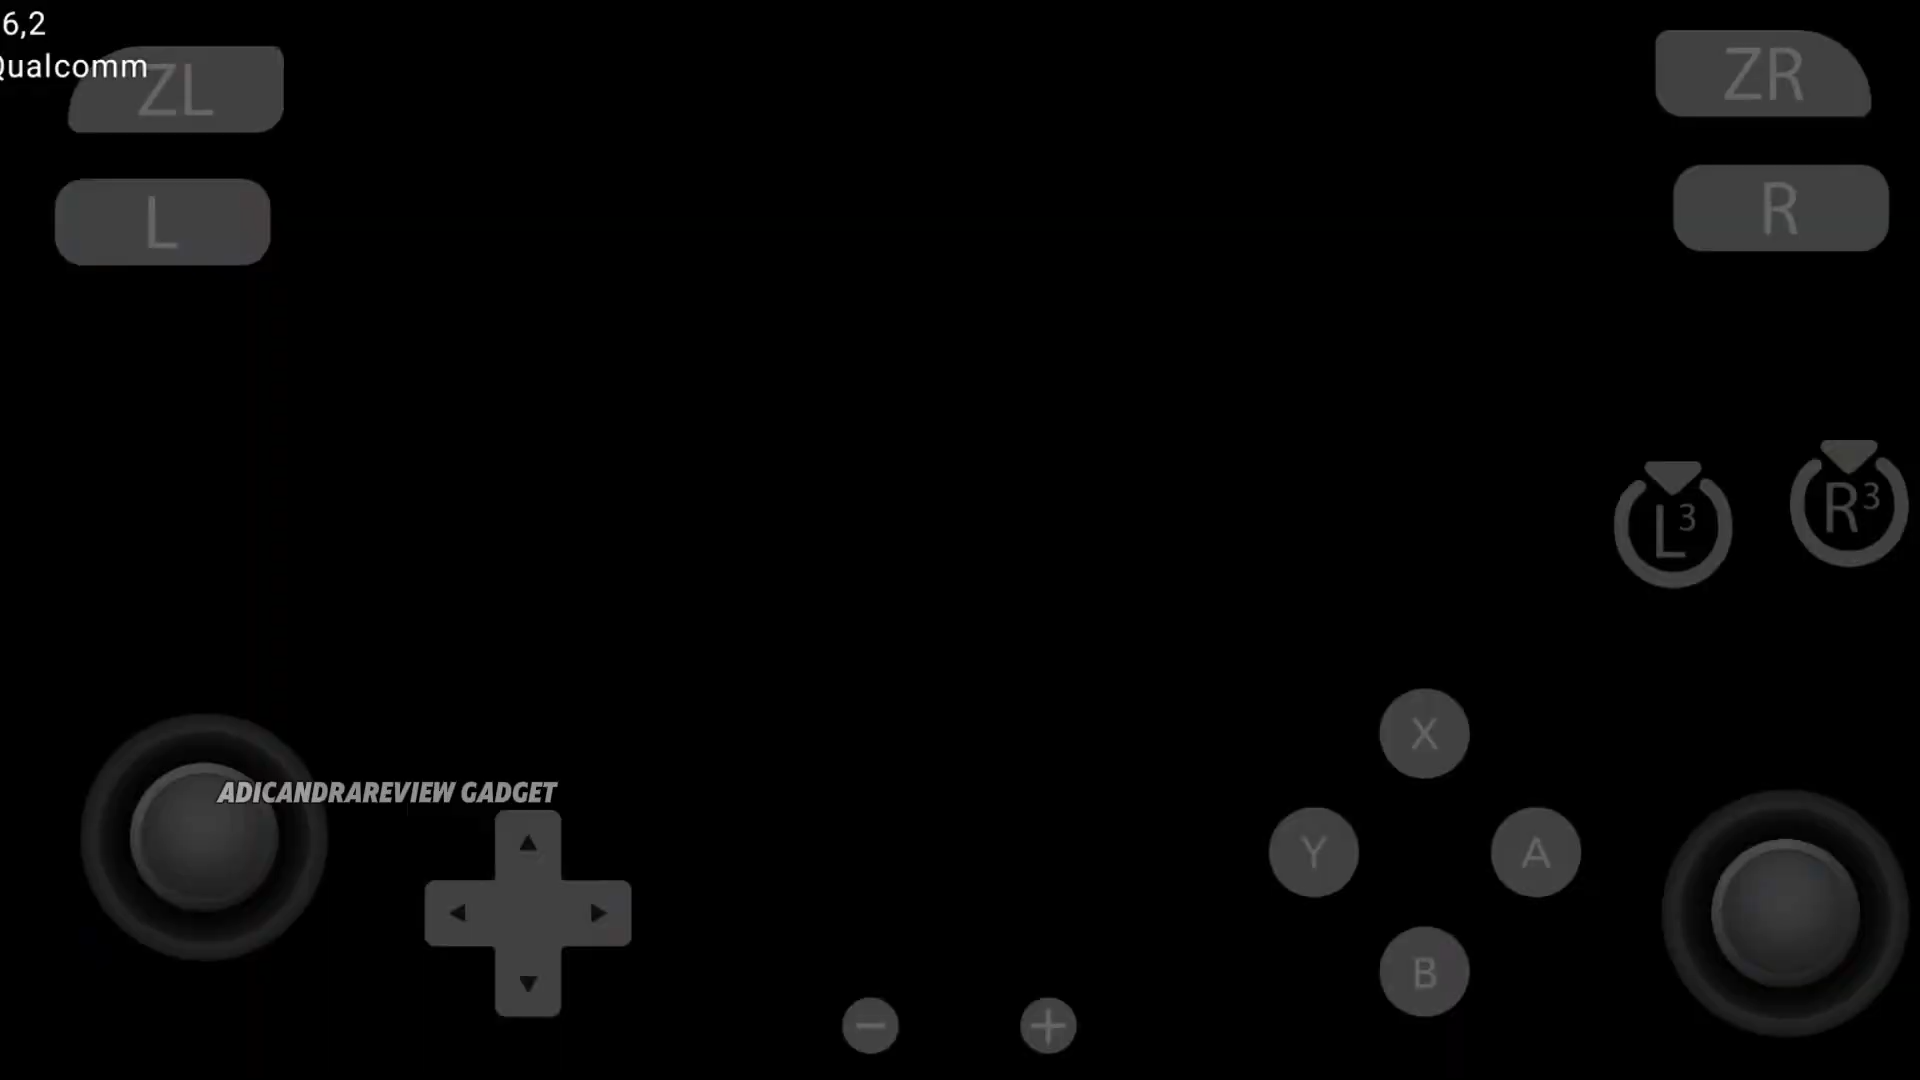 6,2
Qualcomm
ZL
ZR
L
R
L3
R3
X
ADICANDRAREVIEW GADGET
Y
A
B